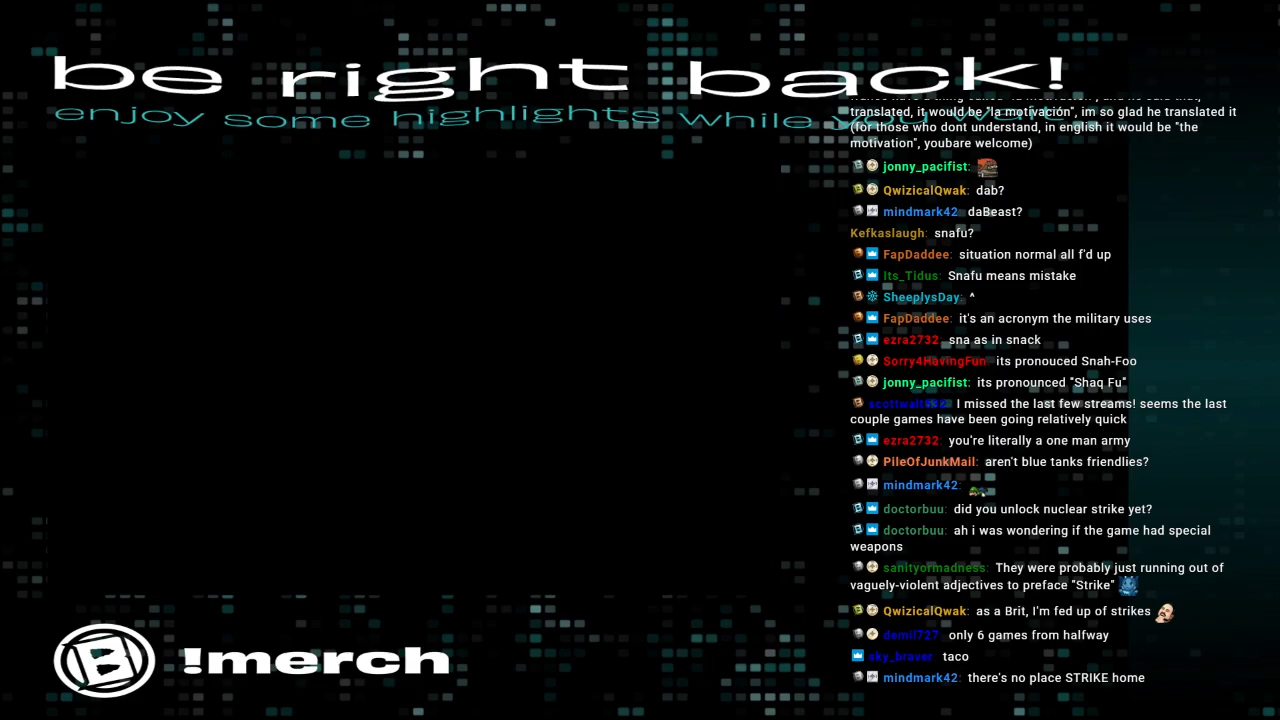 be right back!
enjoy some highlights while you
translated, it would be "la motivación", im so glad he translated it
(for those who dont understand, in english it would be "the
motivation", youbare welcome)
jonny_pacifist:
QwizicalQwak: dab?
mindmark42: daBeast?
Kefkaslaugh: snafu?
FapDaddee: situation normal all f'd up
Its_Tidus: Snafu means mistake
SheeplysDay: ^
FapDaddee: it's an acronym the military uses
ezra2732: sna as in snack
Sorry4HavingFun: its pronouced Snah-Foo
jonny_pacifist: its pronounced "Shaq Fu"
I missed the last few streams! seems the last
couple games have been going relatively quick
ezra2732: you're literally a one man army
PileOfJunkMail: aren't blue tanks friendlies?
mindmark42:
doctorbuu: did you unlock nuclear strike yet?
doctorbuu: ah i was wondering if the game had special
weapons
sanityormadness: They were probably just running out of
vaguely-violent adjectives to preface "Strike"
QwizicalQwak: as a Brit, I'm fed up of strikes
demif727: only 6 games from halfway
sky_braver: taco
mindmark42: there's no place STRIKE home
B !merch